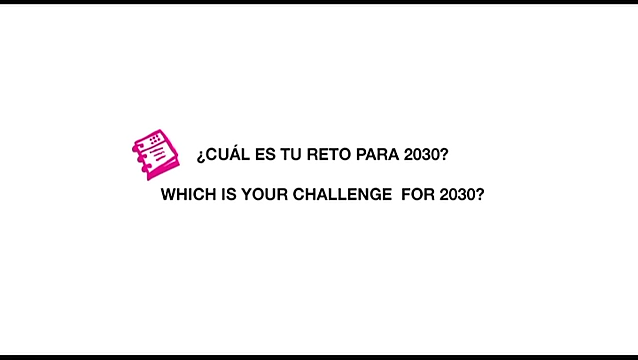 ¿CUÁL ES TU RETO PARA 2030?
WHICH IS YOUR CHALLENGE  FOR 2030?